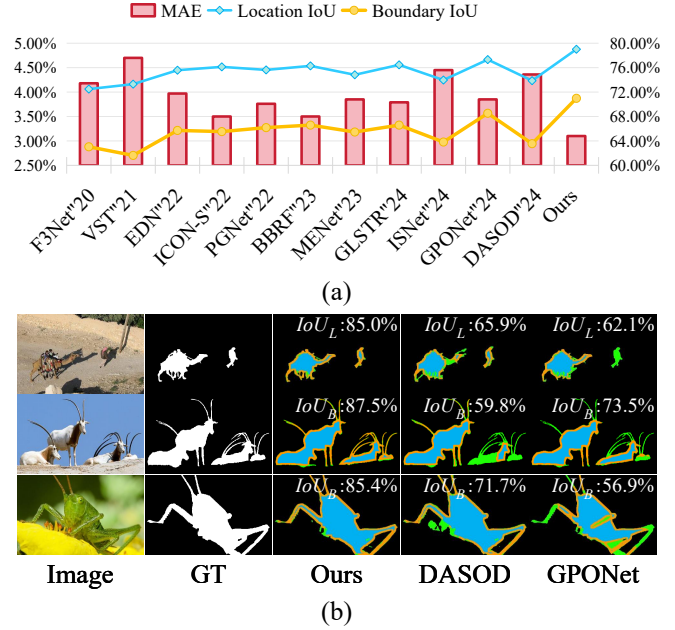 MAE Location IoU Boundary IoU
5.00% 80.00%
4.50% 76.00%
4.00% 72.00%
3.50% 68.00%
3.00% 64.00%
2.50% 60.00%
F3Net"20 VST'21 EDN"22 ICON-S"22 PGNet"22 BBRF"23 MENet"23 GLSTR"24 ISNet"24 GPONet"24 DASOD"24 Ours
(a)
IoU_L:85.0% IoU_L:65.9% IoU_L:62.1%
IoU_B:87.5% IoU_B:59.8% IoU_B:73.5%
IoU_B:85.4% IoU_B:71.7% IoU_B:56.9%
Image GT Ours DASOD GPONet
(b)